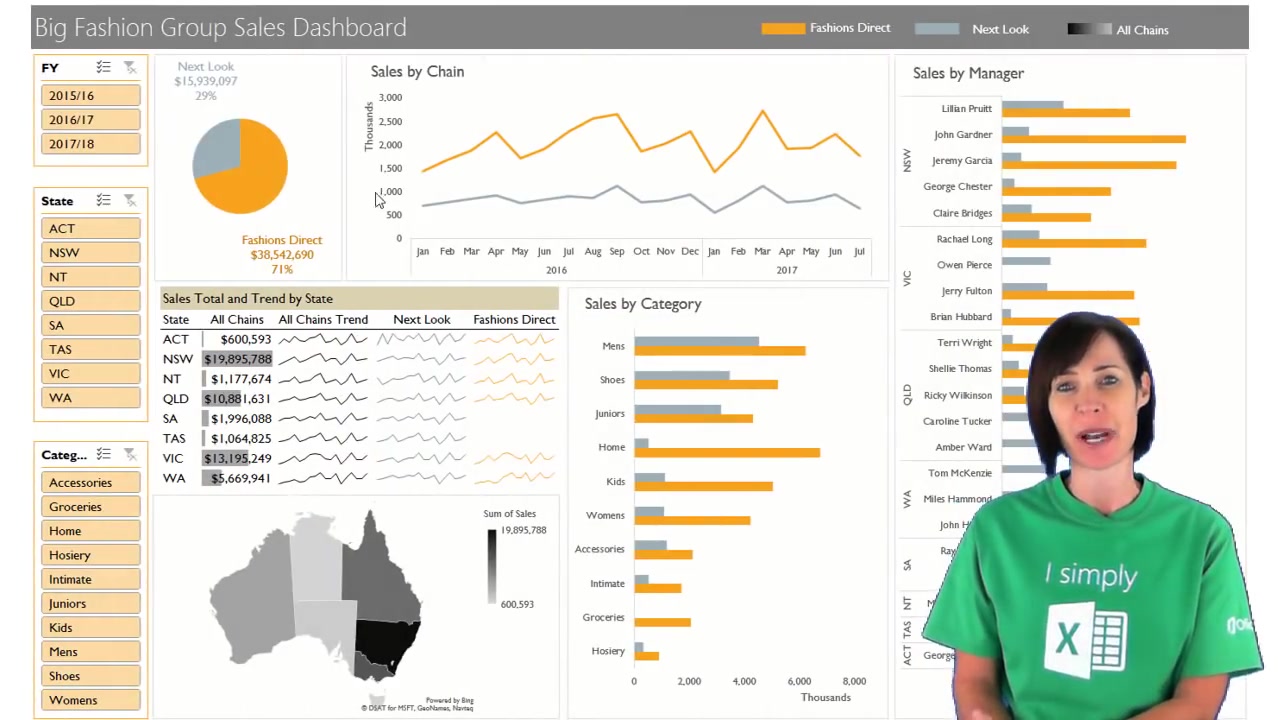 Big Fashion Group Sales Dashboard
Fashions Direct
Next Look
All Chains
FY
2015/16
2016/17
2017/18
State
ACT
NSW
NT
QLD
SA
TAS
VIC
WA
Categ...
Accessories
Groceries
Home
Hosiery
Intimate
Juniors
Kids
Mens
Shoes
Womens
Next Look
$15,939,097
29%
Fashions Direct
$38,542,690
71%
Sales by Chain
Thousands
3,000
2,500
2,000
1,500
1,000
500
0
Jan Feb Mar Apr May Jun Jul Aug Sep Oct Nov Dec Jan Feb Mar Apr May Jun Jul
2016 2017
Sales Total and Trend by State
State All Chains All Chains Trend Next Look Fashions Direct
ACT $600,593
NSW $19,895,788
NT $1,177,674
QLD $10,881,631
SA $1,996,088
TAS $1,064,825
VIC $13,195,249
WA $5,669,941
Sum of Sales
19,895,788
600,593
Powered by Bing
© DSAT for MSFT, GeoNames, Navteq
Sales by Category
Mens
Shoes
Juniors
Home
Kids
Womens
Accessories
Intimate
Groceries
Hosiery
0 2,000 4,000 6,000 8,000
Thousands
Sales by Manager
NSW
Lillian Pruitt
John Gardner
Jeremy Garcia
George Chester
Claire Bridges
VIC
Rachael Long
Owen Pierce
Jerry Fulton
Brian Hubbard
QLD
Terri Wright
Shellie Thomas
Ricky Wilkinson
Caroline Tucker
Amber Ward
WA
Tom McKenzie
Miles Hammond
John
SA
NT
TAS
ACT
George
I simply
X